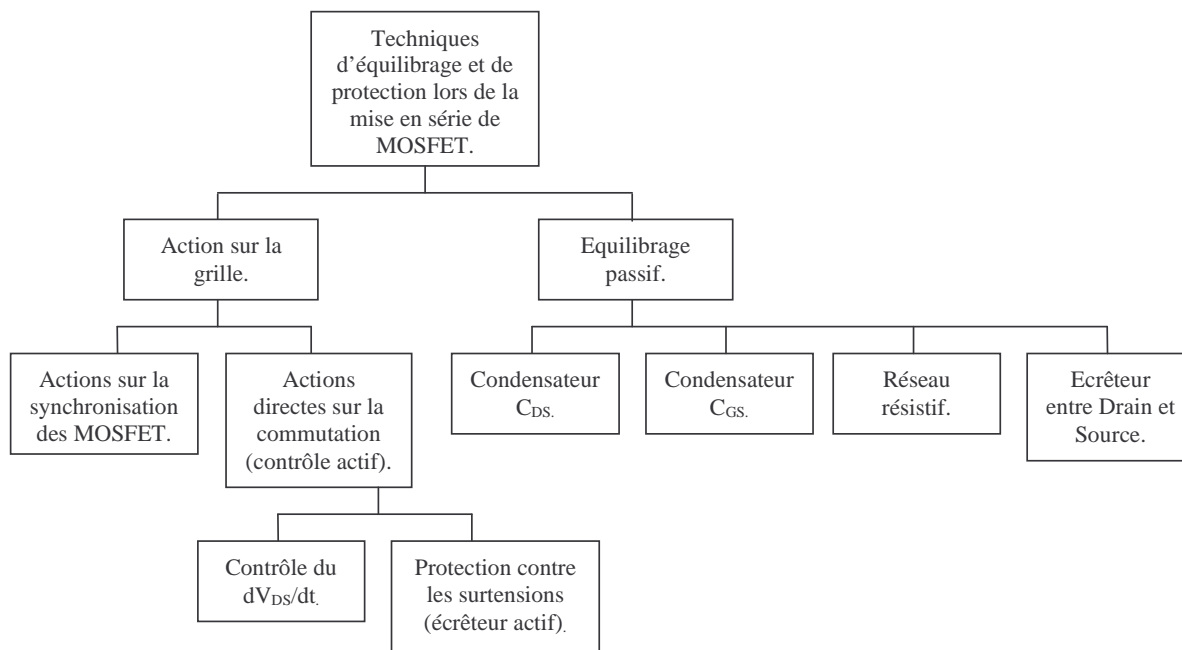 Techniques
d’équilibrage et de
protection lors de la
mise en série de
MOSFET.
Action sur la
grille.
Equilibrage
passif.
Actions sur la
synchronisation
des MOSFET.
Actions
directes sur la
commutation
(contrôle actif).
Condensateur
CDS.
Condensateur
CGS.
Réseau
résistif.
Ecrêteur
entre Drain et
Source.
Contrôle du
dVDS/dt.
Protection contre
les surtensions
(écrêteur actif).